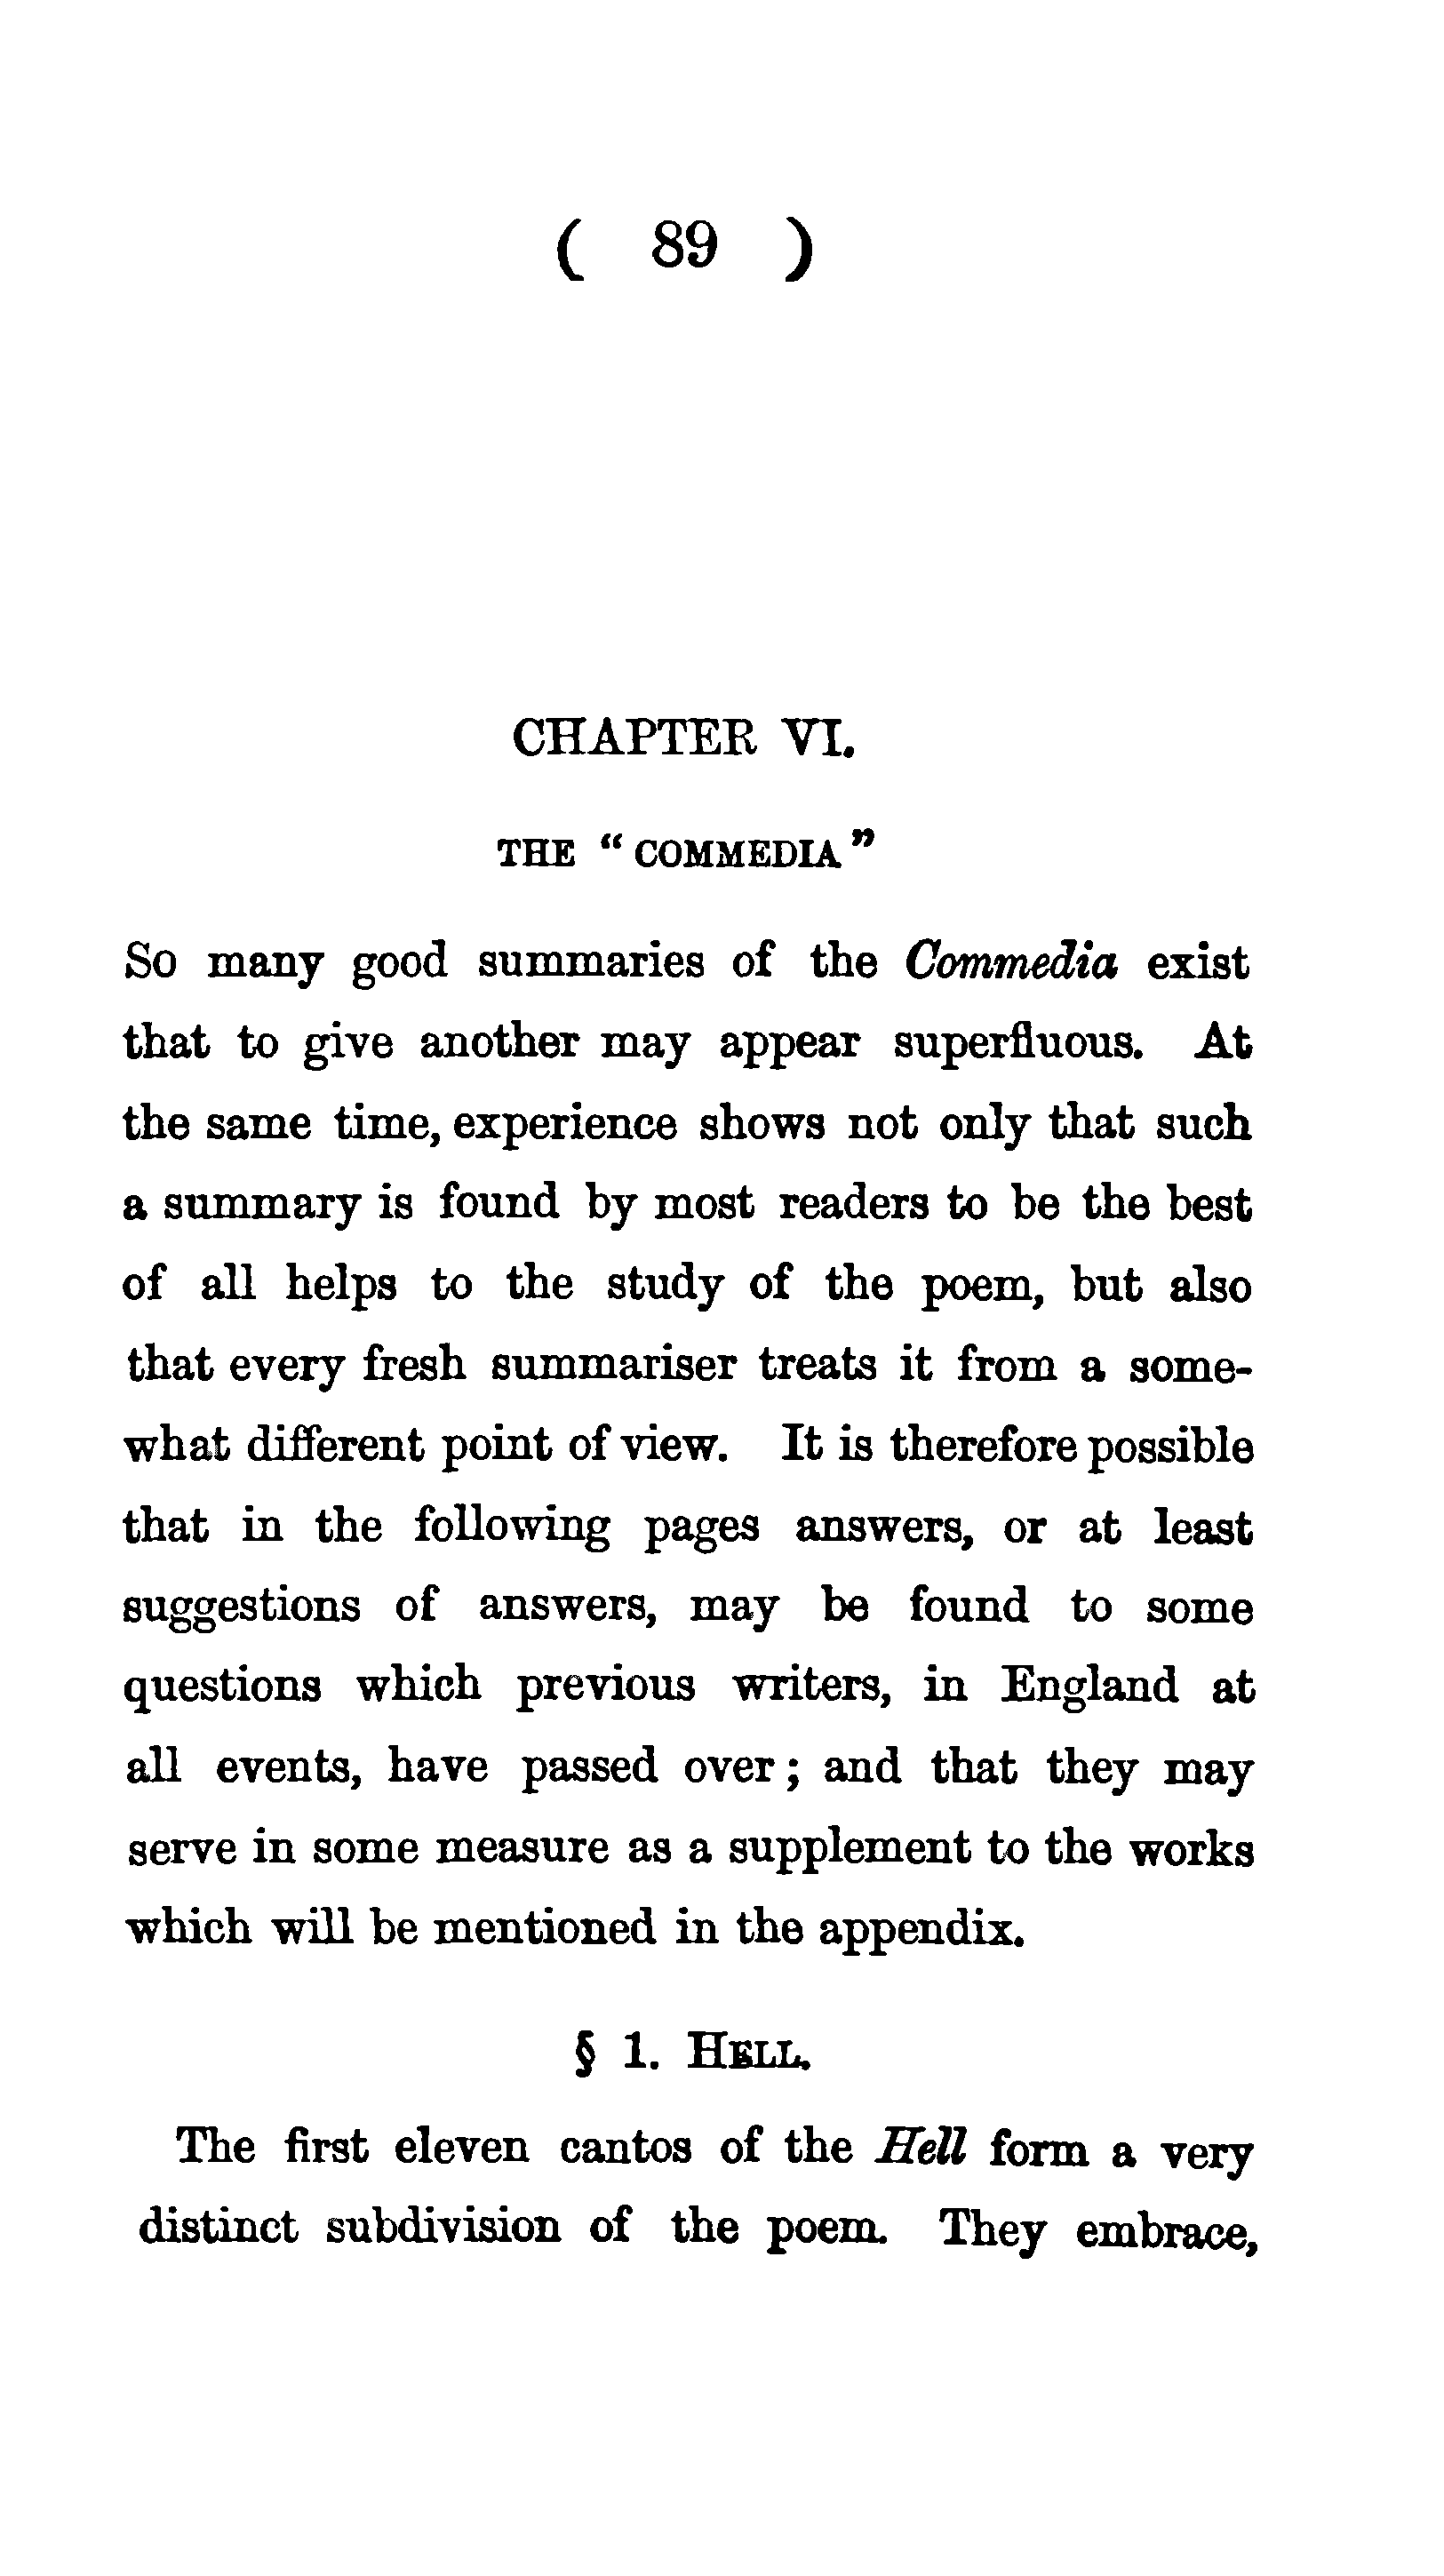 ( 89 )
CHAPTER VI.
THE “COMMEDIA”
So many good summaries of the Commedia exist
that to give another may appear superfluous. At
the same time, experience shows not only that such
a summary is found by most readers to be the best
of all helps to the study of the poem, but also
that every fresh summariser treats it from a some-
what different point of view. It is therefore possible
that in the following pages answers, or at least
suggestions of answers, may be found to some
questions which previous writers, in England at
all events, have passed over; and that they may
serve in some measure as a supplement to the works
which will be mentioned in the appendix.
§ 1. HELL.
The first eleven cantos of the Hell form a very
distinct subdivision of the poem. They embrace,